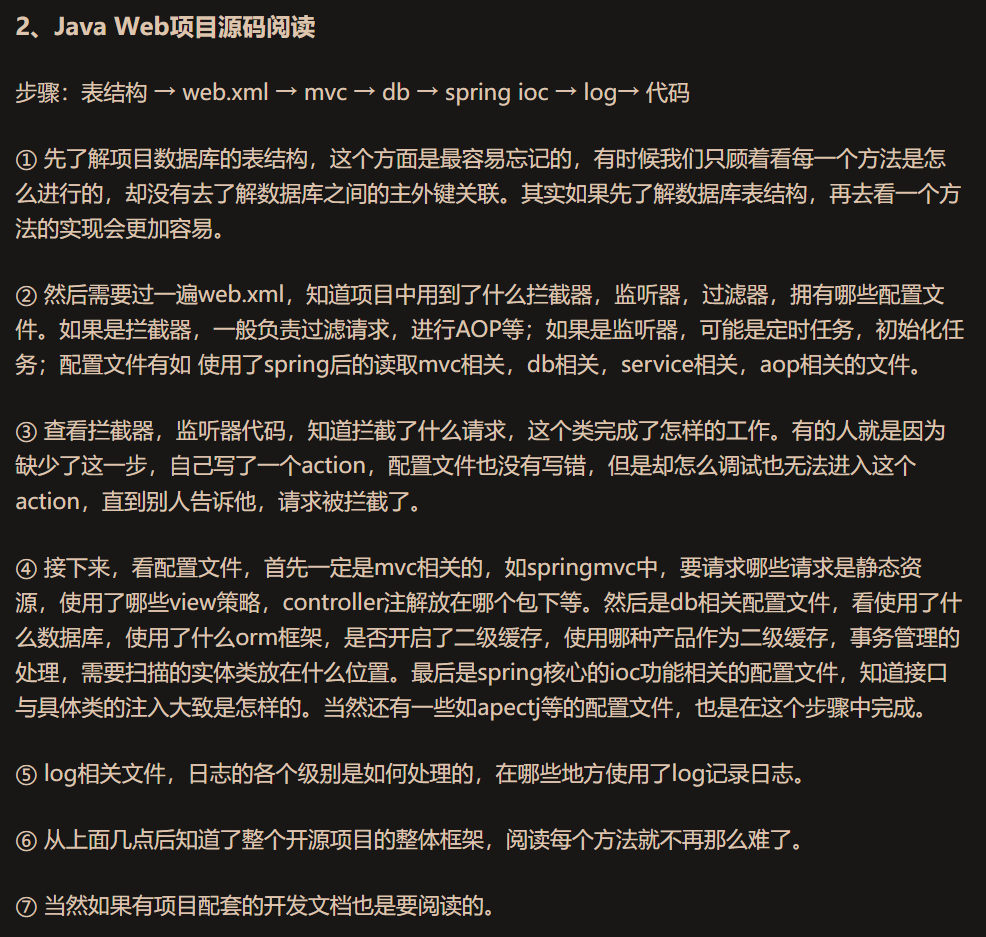 2、Java Web项目源码阅读
步骤：表结构 → web.xml → mvc → db → spring ioc → log→ 代码
① 先了解项目数据库的表结构，这个方面是最容易忘记的，有时候我们只顾着看每一个方法是怎
么进行的，却没有去了解数据库之间的主外键关联。其实如果先了解数据库表结构，再去看一个方
法的实现会更加容易。
② 然后需要过一遍web.xml，知道项目中用到了什么拦截器，监听器，过滤器，拥有哪些配置文
件。如果是拦截器，一般负责过滤请求，进行AOP等；如果是监听器，可能是定时任务，初始化任
务；配置文件有如 使用了spring后的读取mvc相关，db相关，service相关，aop相关的文件。
③ 查看拦截器，监听器代码，知道拦截了什么请求，这个类完成了怎样的工作。有的人就是因为
缺少了这一步，自己写了一个action，配置文件也没有写错，但是却怎么调试也无法进入这个
action，直到别人告诉他，请求被拦截了。
④ 接下来，看配置文件，首先一定是mvc相关的，如springmvc中，要请求哪些请求是静态资
源，使用了哪些view策略，controller注解放在哪个包下等。然后是db相关配置文件，看使用了什
么数据库，使用了什么orm框架，是否开启了二级缓存，使用哪种产品作为二级缓存，事务管理的
处理，需要扫描的实体类放在什么位置。最后是spring核心的ioc功能相关的配置文件，知道接口
与具体类的注入大致是怎样的。当然还有一些如apectj等的配置文件，也是在这个步骤中完成。
⑤ log相关文件，日志的各个级别是如何处理的，在哪些地方使用了log记录日志。
⑥ 从上面几点后知道了整个开源项目的整体框架，阅读每个方法就不再那么难了。
⑦ 当然如果有项目配套的开发文档也是要阅读的。